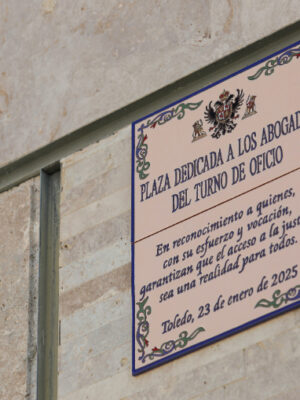 PLAZA DEDICADA A LOS ABOGAD
DEL TURNO DE OFICIO
En reconocimiento a quienes,
con su esfuerzo y vocación,
garantizan que el acceso a la just
sea una realidad para todos.
Toledo, 23 de enero de 2025